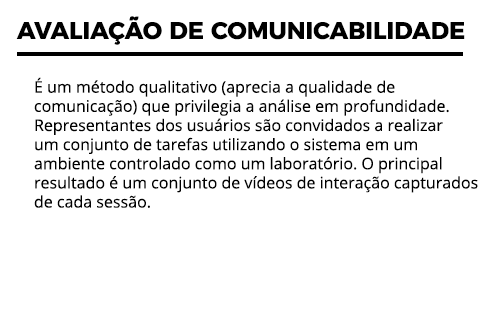 AVALIAÇÃO DE COMUNICABILIDADE
É um método qualitativo (aprecia a qualidade de
comunicação) que privilegia a análise em profundidade.
Representantes dos usuários são convidados a realizar
um conjunto de tarefas utilizando o sistema em um
ambiente controlado como um laboratório. O principal
resultado é um conjunto de vídeos de interação capturados
de cada sessão.